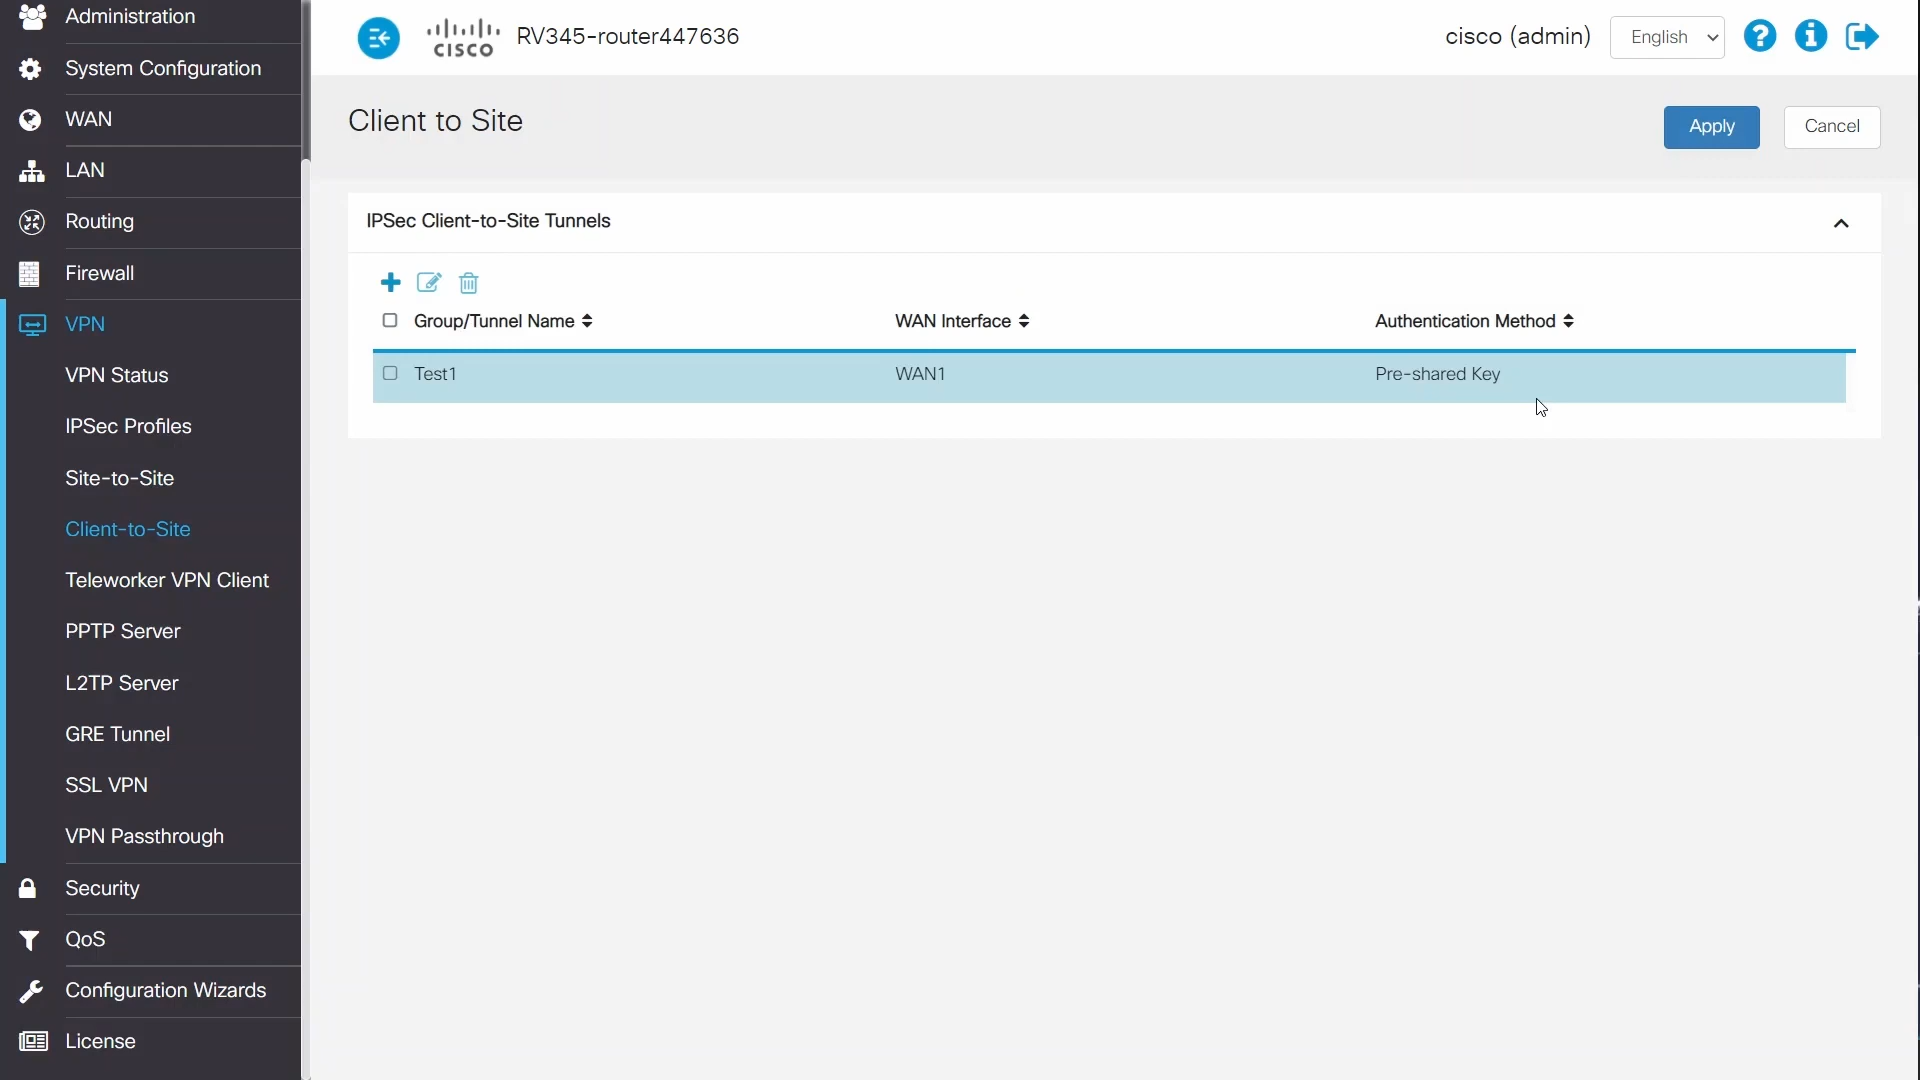 Administration
System Configuration
WAN
LAN
Routing
Firewall
VPN
VPN Status
IPSec Profiles
Site-to-Site
Client-to-Site
Teleworker VPN Client
PPTP Server
L2TP Server
GRE Tunnel
SSL VPN
VPN Passthrough
Security
QoS
Configuration Wizards
License
CISCO RV345-router447636
cisco (admin) English
Client to Site
Apply Cancel
IPSec Client-to-Site Tunnels
Group/Tunnel Name WAN Interface Authentication Method
Test1 WAN1 Pre-shared Key